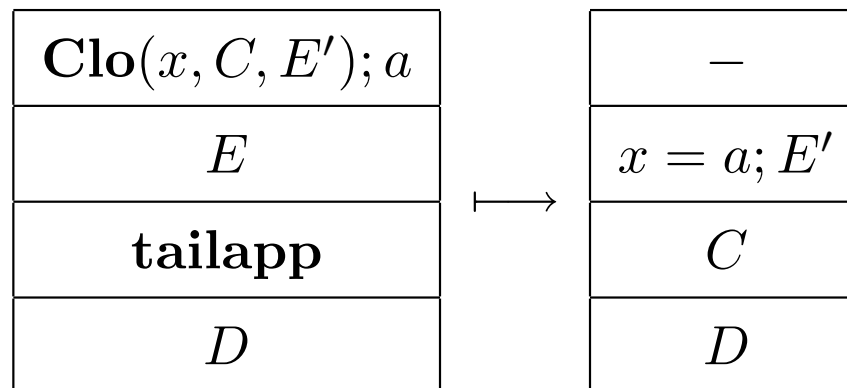 Clo(x, C, E′); a
E
tailapp
D
⟼
−
x = a; E′
C
D